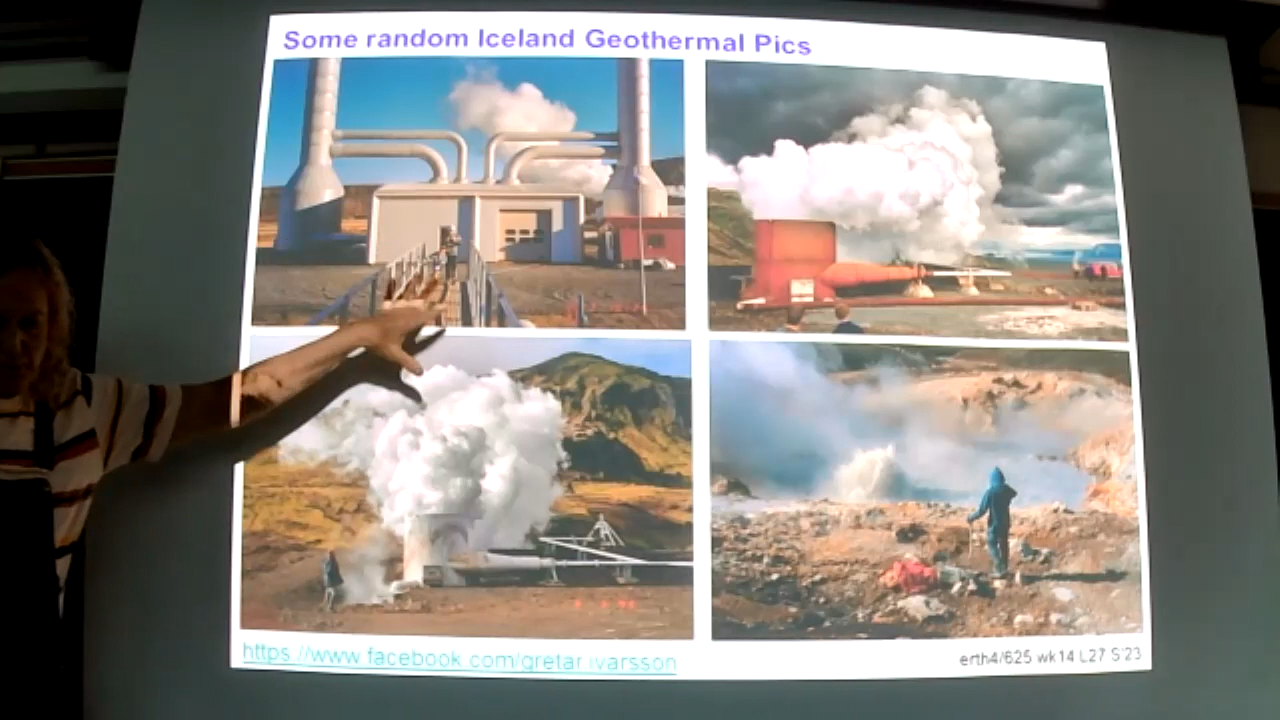 Some random Iceland Geothermal Pics
https://www.facebook.com/gretar.ivarsson
erth4/625 wk14 L27 S'23